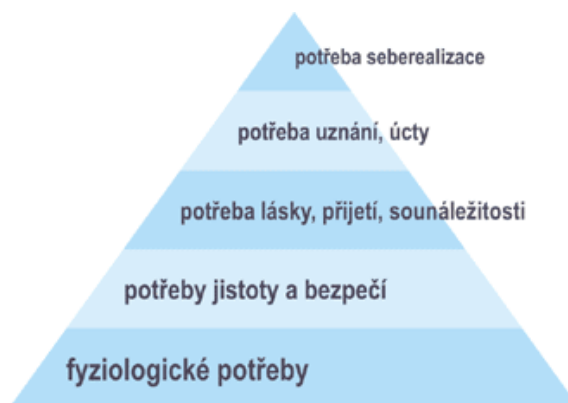 potřeba seberealizace
potřeba uznání, úcty
potřeba lásky, přijetí, sounáležitosti
potřeby jistoty a bezpečí
fyziologické potřeby